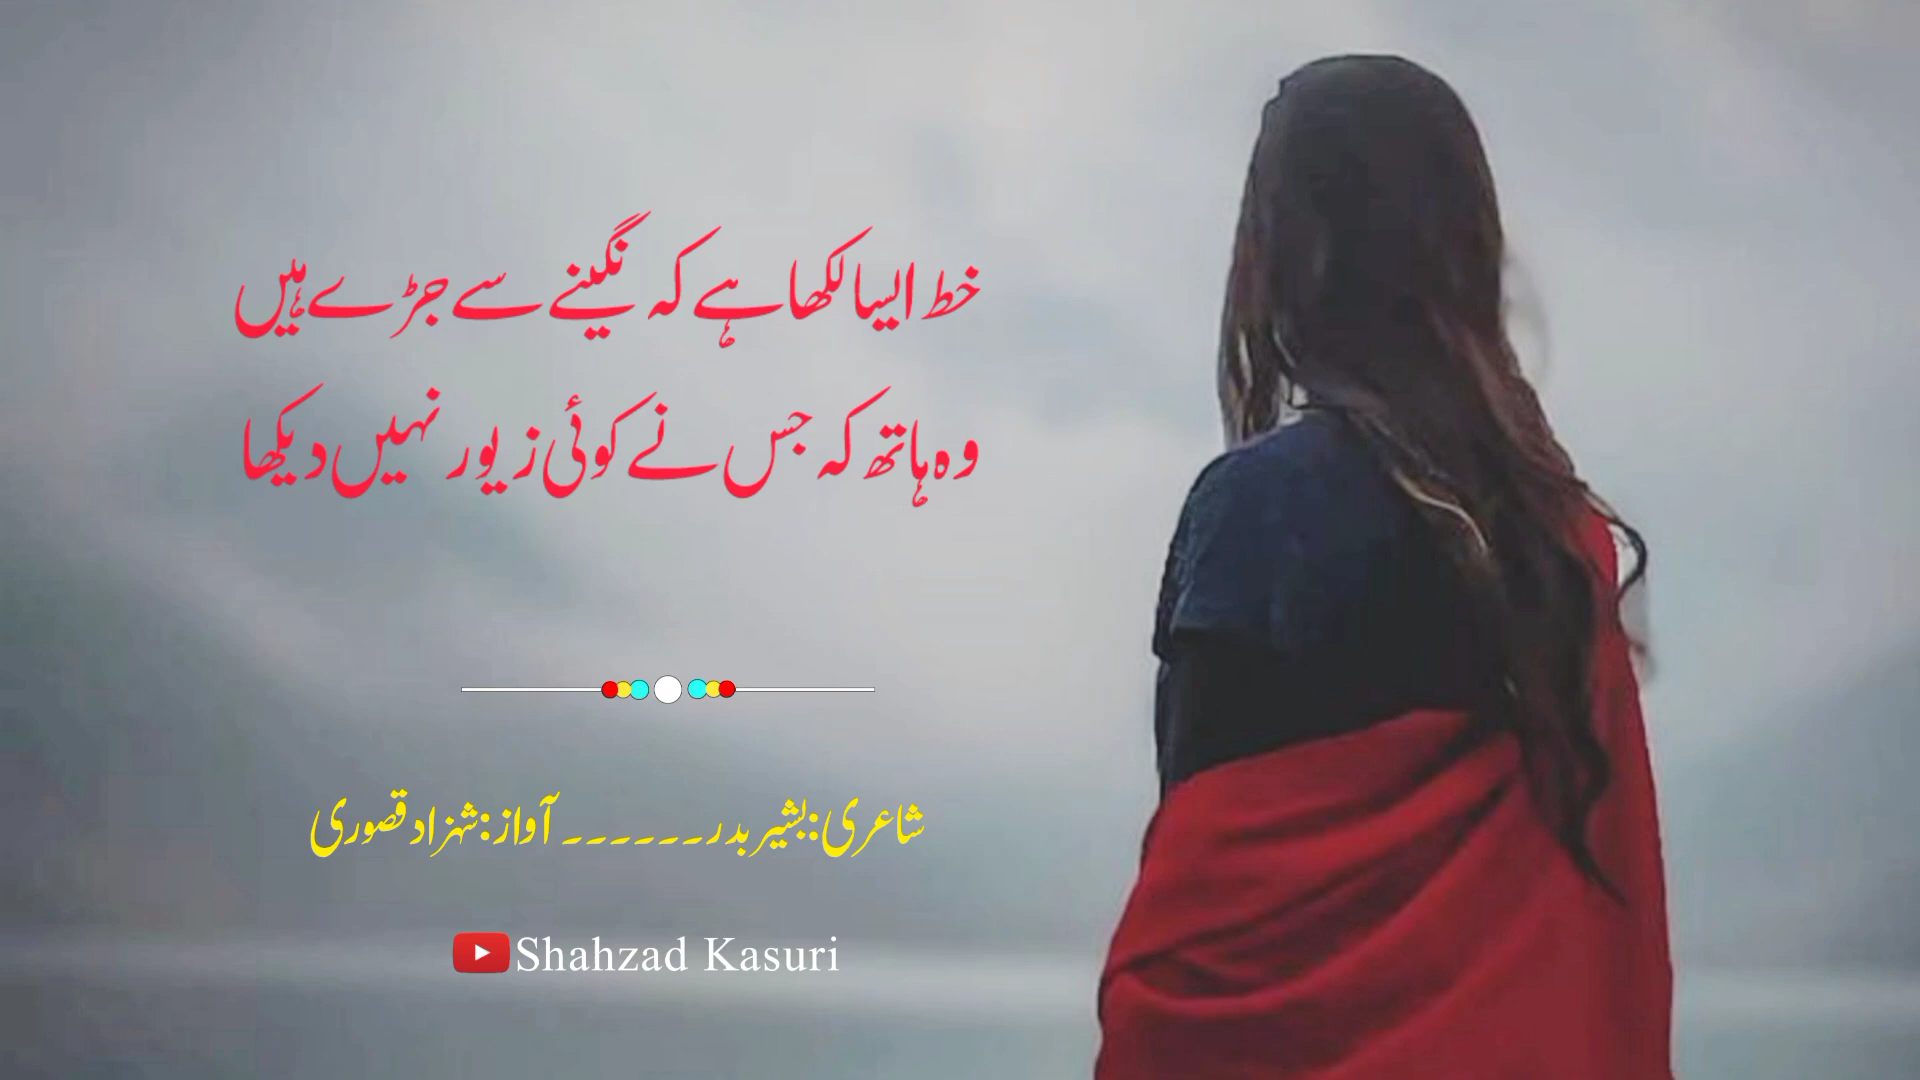 خط ایسا لکھا ہے کہ نگینے سے جڑے ہیں
وہ ہاتھ کہ جس نے کوئی زیور نہیں دیکھا
شاعری:بشیر بدر۔۔۔۔۔۔ آواز:شہزاد قصوری
Shahzad Kasuri